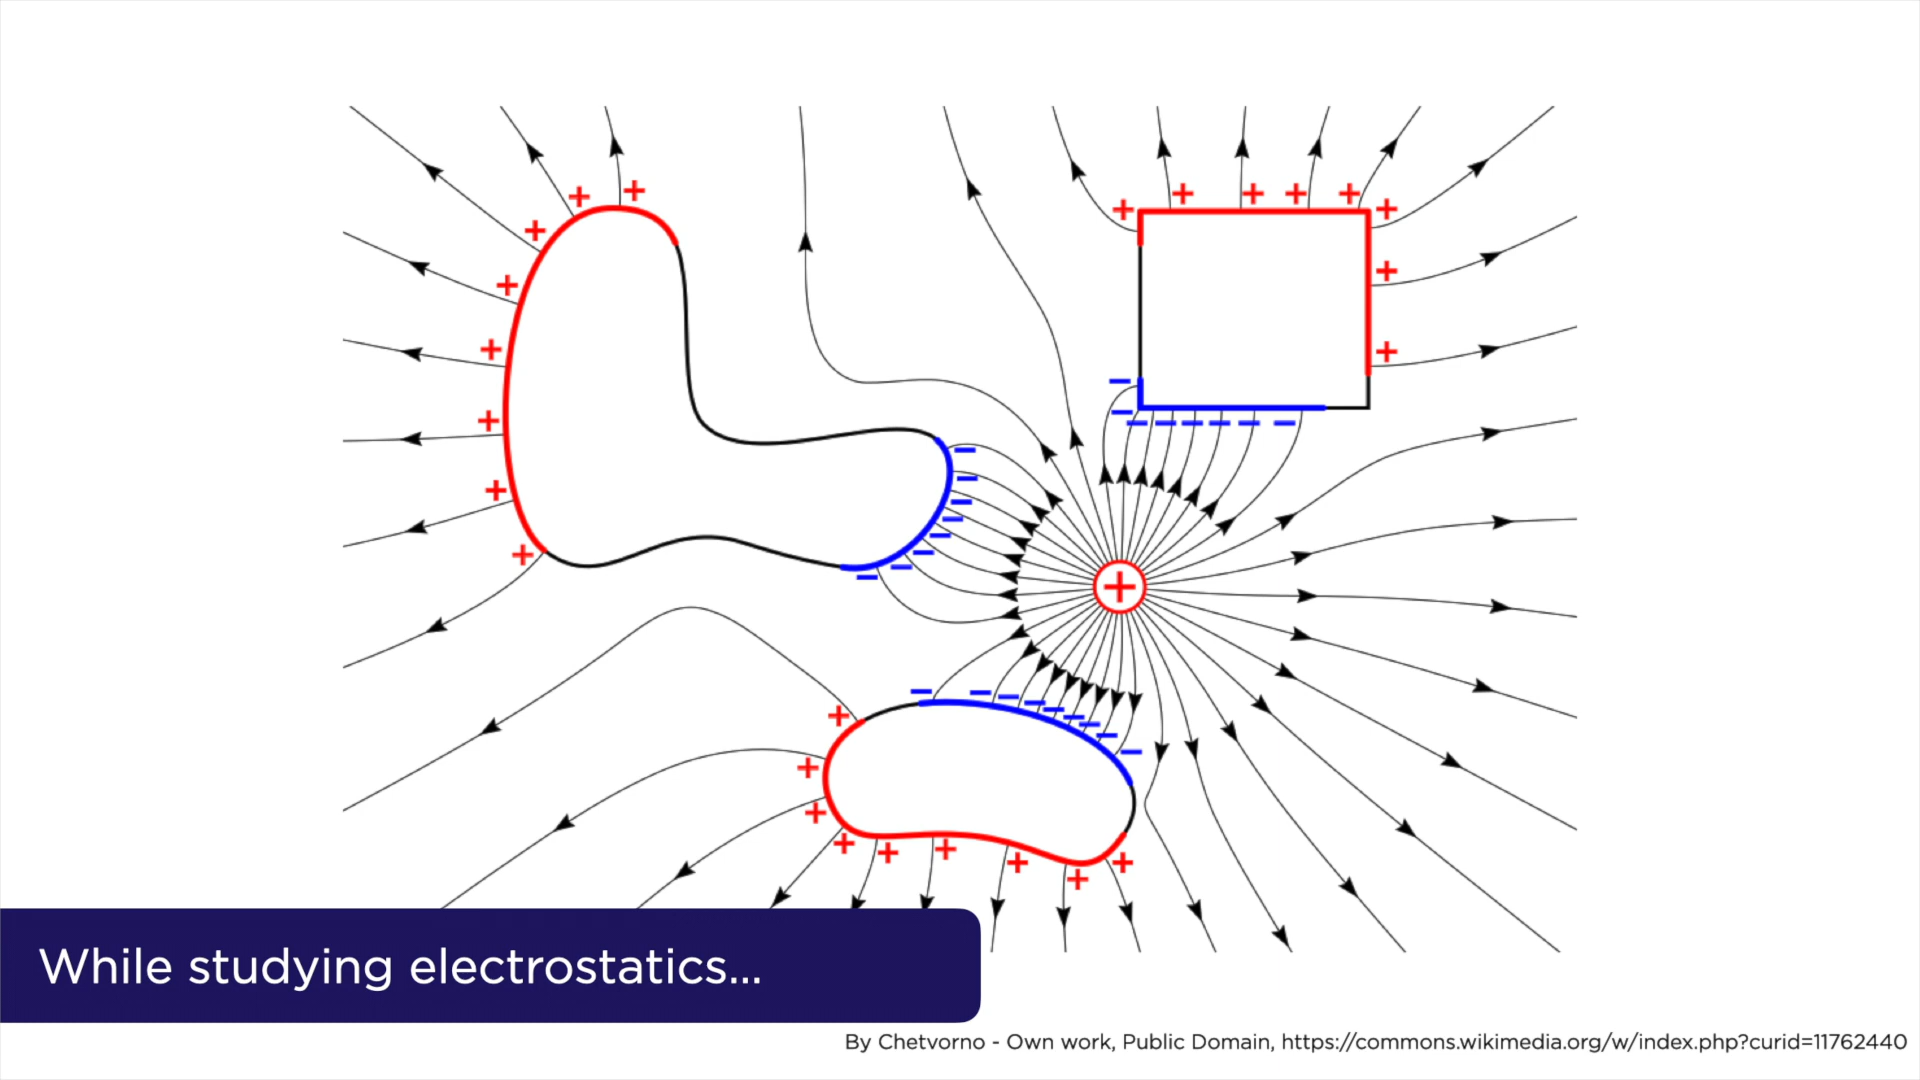 While studying electrostatics...
By Chetvorno - Own work, Public Domain, https://commons.wikimedia.org/w/index.php?curid=11762440